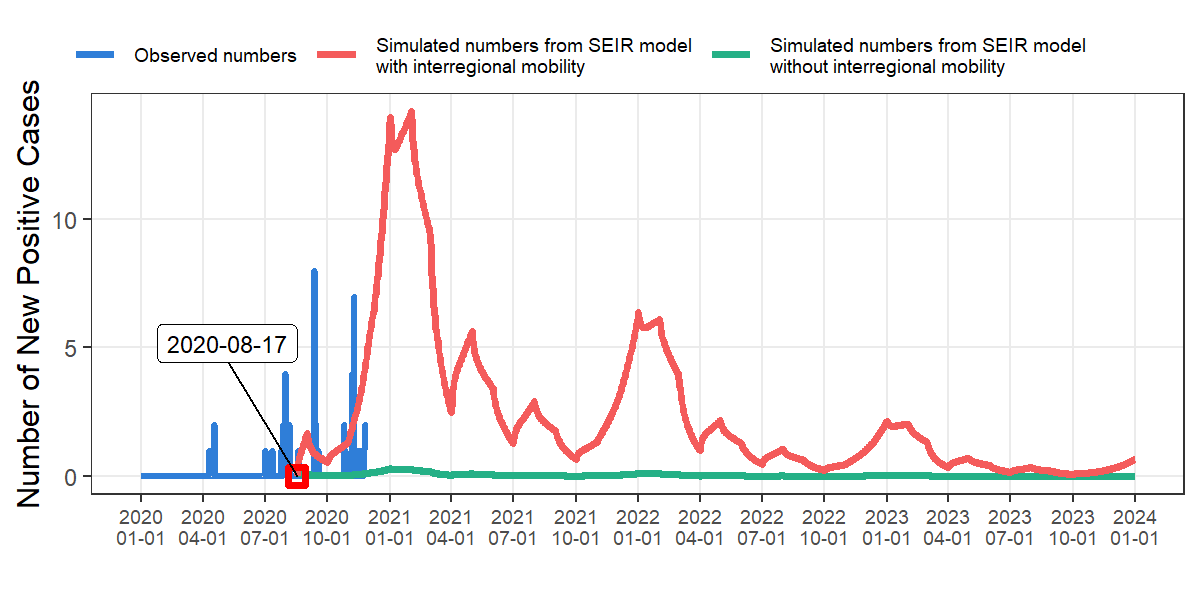 Observed numbers
Simulated numbers from SEIR model
with interregional mobility
Simulated numbers from SEIR model
without interregional mobility
Number of New Positive Cases
10
5
0
2020-08-17
2020 2020 2020 2020 2021 2021 2021 2021 2022 2022 2022 2022 2023 2023 2023 2023 2024
01-01 04-01 07-01 10-01 01-01 04-01 07-01 10-01 01-01 04-01 07-01 10-01 01-01 04-01 07-01 10-01 01-01